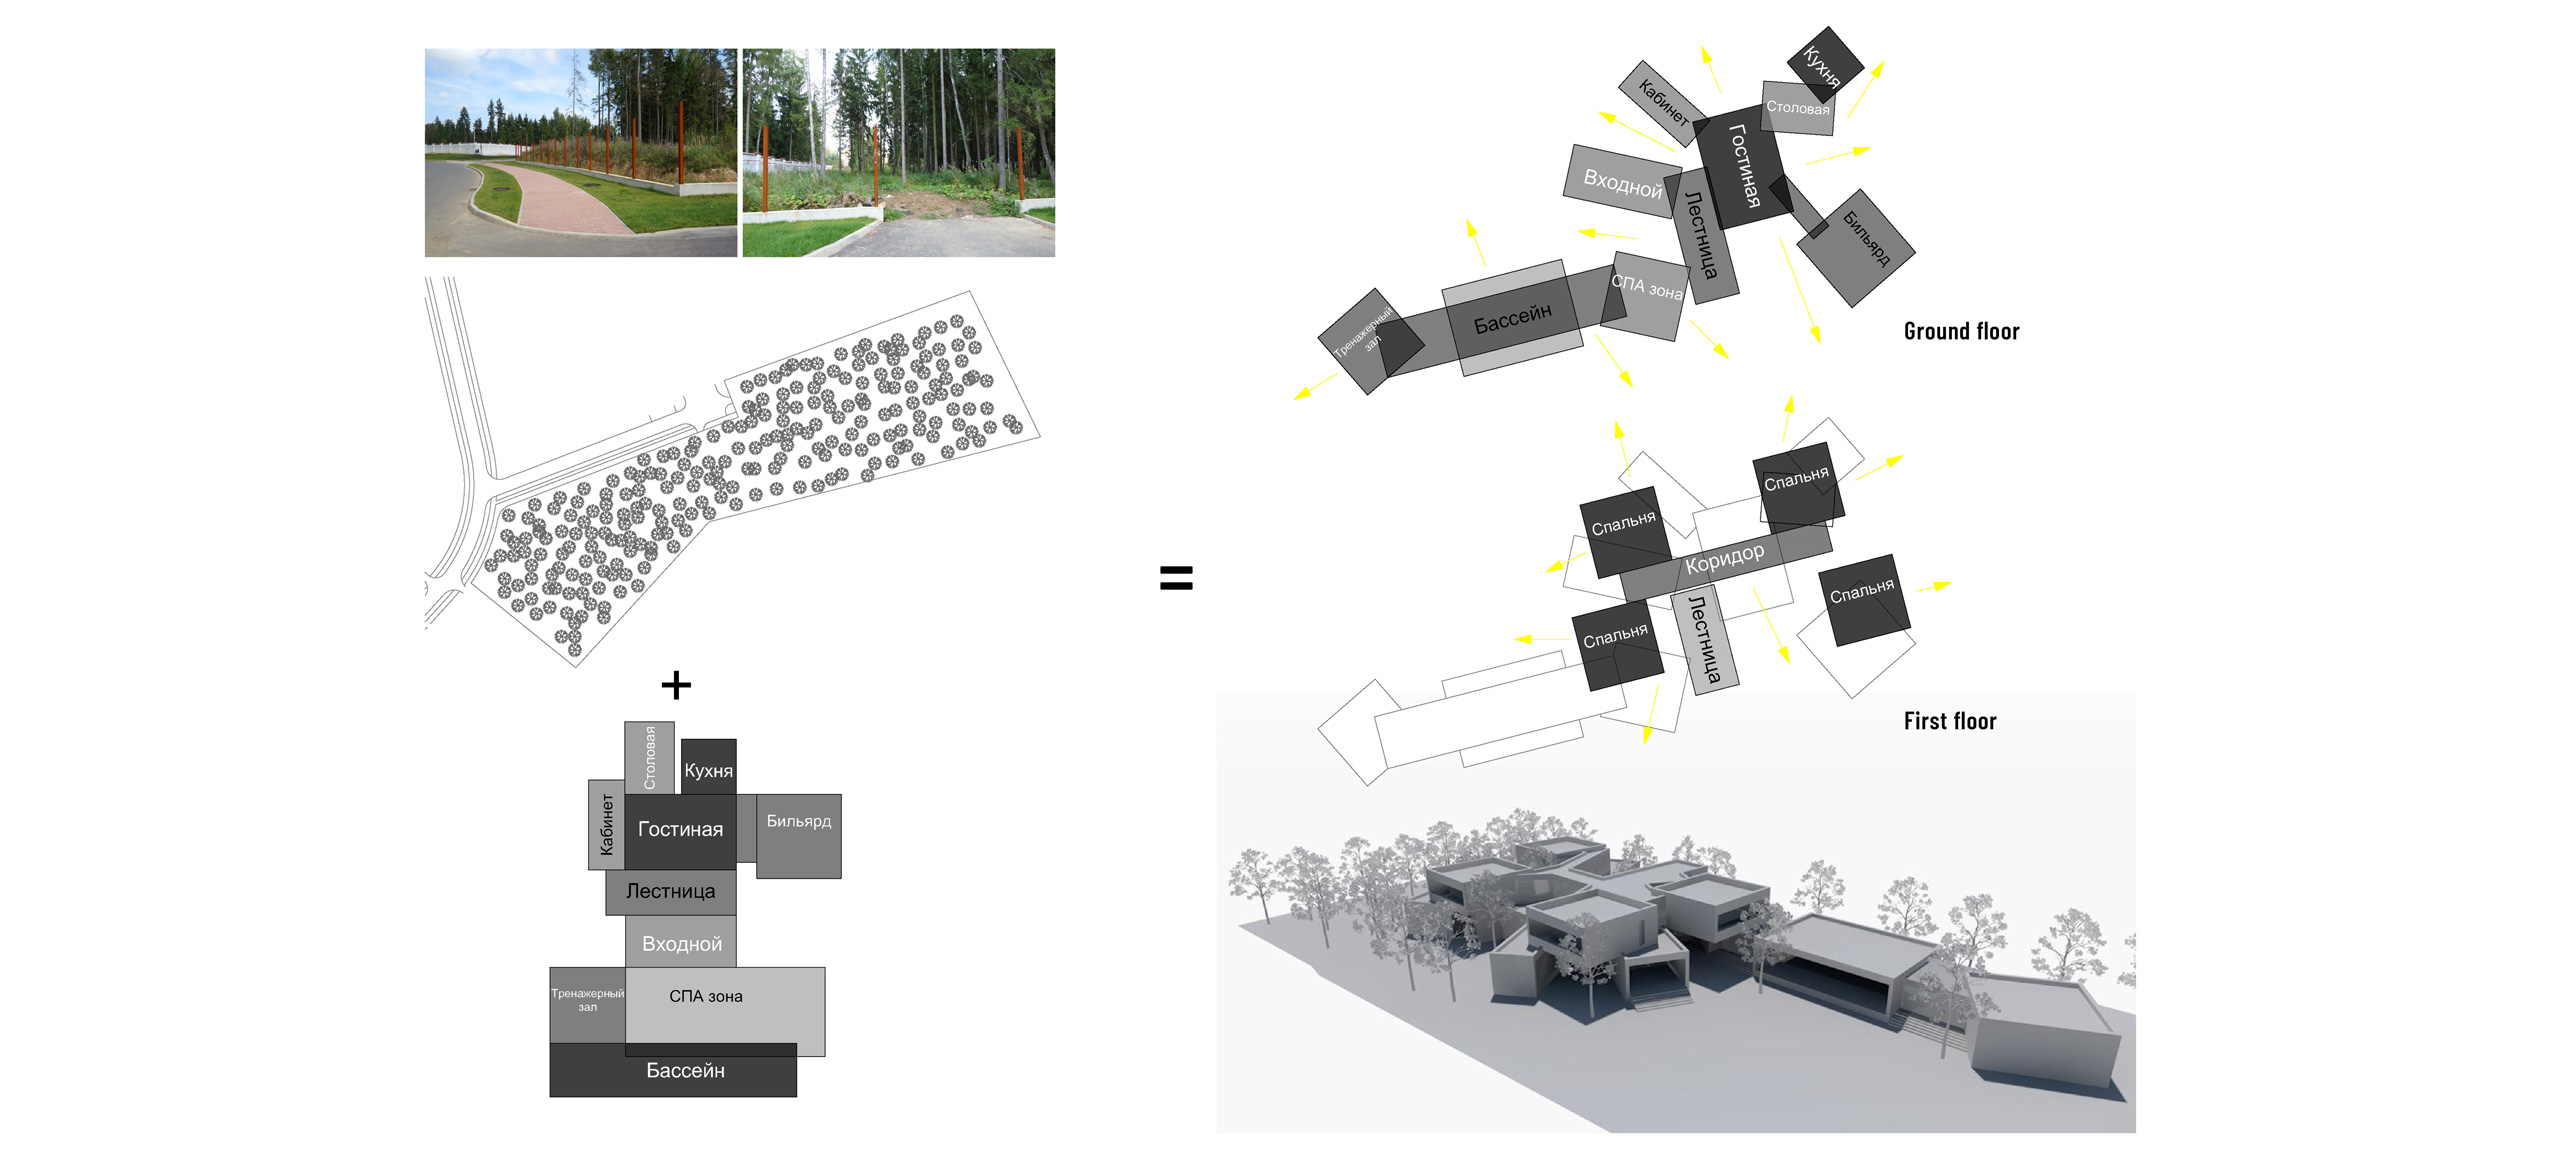 Столовая
Кухня
Кабинет
Гостиная
Бильярд
Лестница
Входной
Тренажерный
зал
СПА зона
Бассейн
+
=
Кухня
Кабинет
Столовая
Гостиная
Входной
Лестница
Бильярд
СПА зона
Бассейн
Тренажерный
зал
Ground floor
Спальня
Спальня
Коридор
Спальня
Спальня
Лестница
First floor